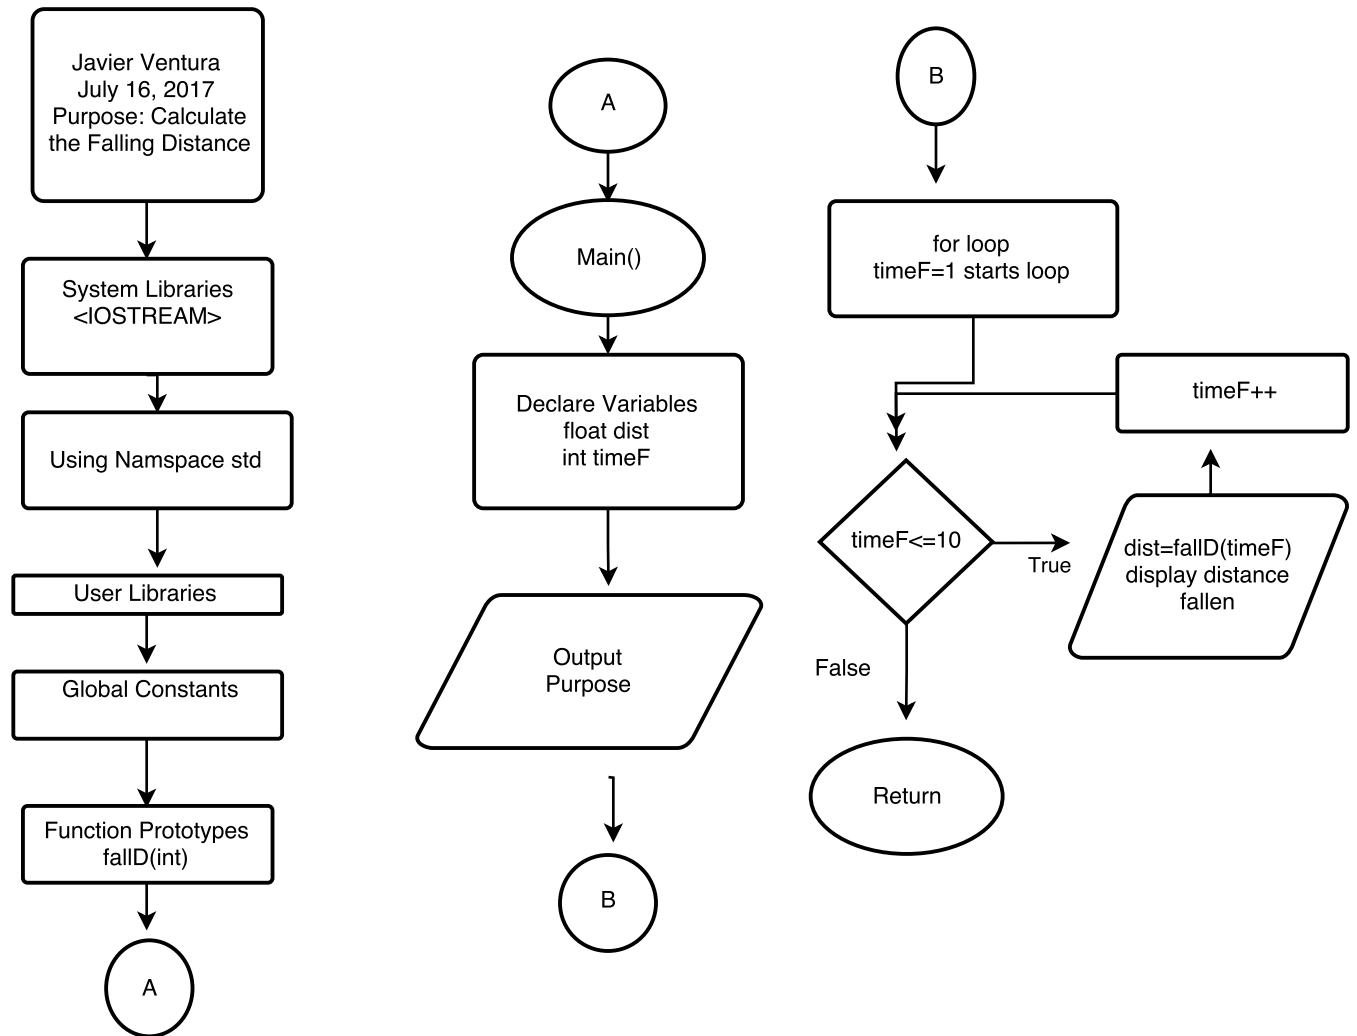 Javier Ventura
July 16, 2017
Purpose: Calculate
the Falling Distance
System Libraries
<IOSTREAM>
Using Namspace std
User Libraries
Global Constants
Function Prototypes
fallD(int)
A
A
Main()
Declare Variables
float dist
int timeF
Output
Purpose
B
B
for loop
timeF=1 starts loop
timeF++
timeF<=10
True
dist=fallD(timeF)
display distance
fallen
False
Return